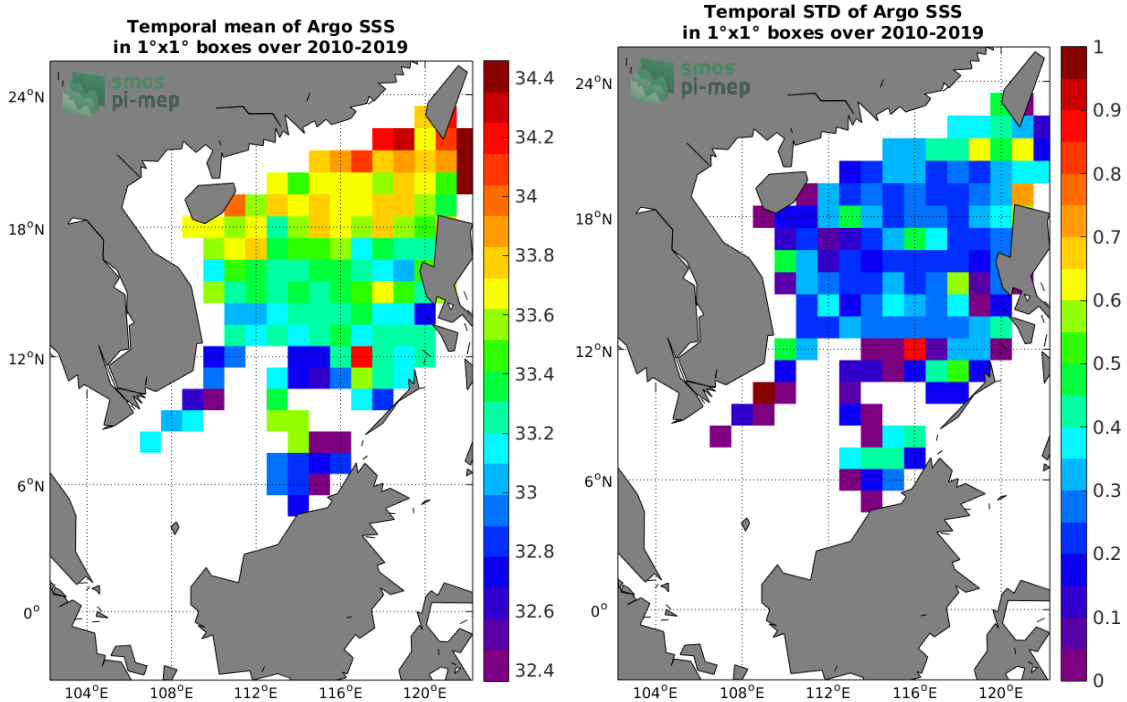 Temporal mean of Argo SSS
in 1°x1° boxes over 2010-2019
smos
pi-mep
24°N
18°N
12°N
6°N
0°
104°E
108°E
112°E
116°E
120°E
34.4
34.2
34
33.8
33.6
33.4
33.2
33
32.8
32.6
32.4
Temporal STD of Argo SSS
in 1°x1° boxes over 2010-2019
smos
pi-mep
24°N
18°N
12°N
6°N
0°
104°E
108°E
112°E
116°E
120°E
1
0.9
0.8
0.7
0.6
0.5
0.4
0.3
0.2
0.1
0